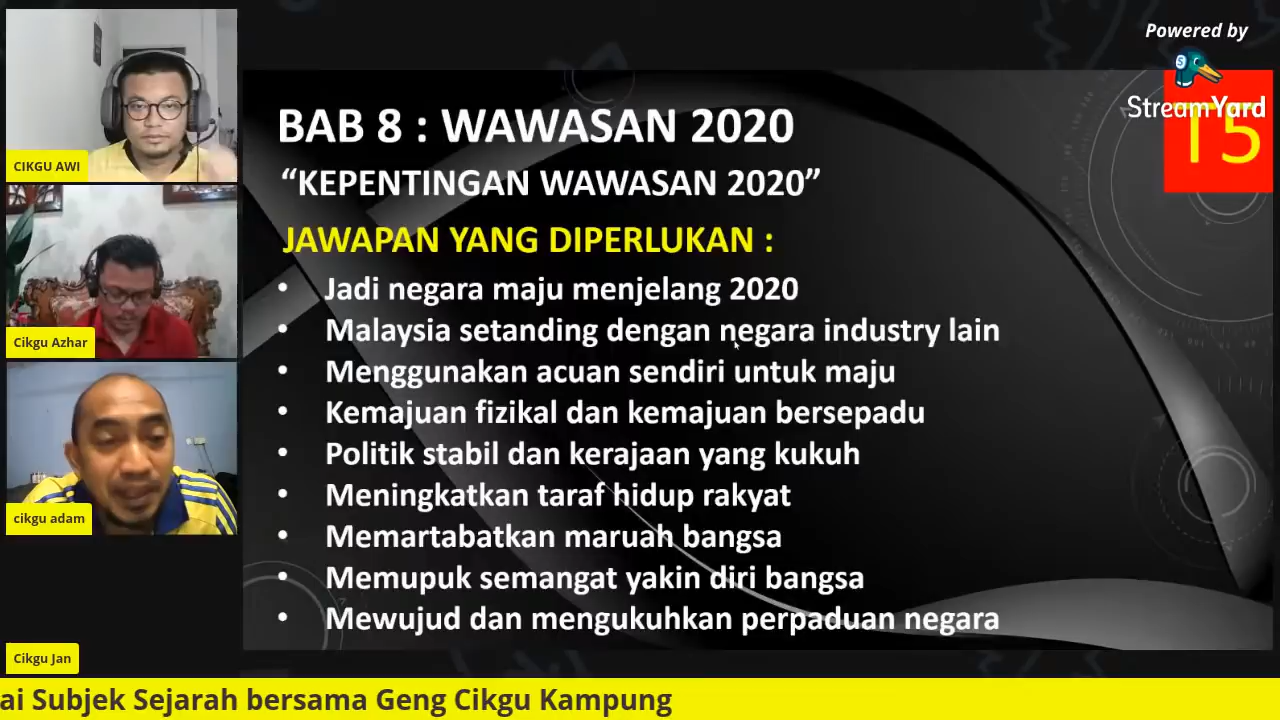 Powered by
StreamYard
T5
BAB 8 : WAWASAN 2020
“KEPENTINGAN WAWASAN 2020”
JAWAPAN YANG DIPERLUKAN :
• Jadi negara maju menjelang 2020
• Malaysia setanding dengan negara industry lain
• Menggunakan acuan sendiri untuk maju
• Kemajuan fizikal dan kemajuan bersepadu
• Politik stabil dan kerajaan yang kukuh
• Meningkatkan taraf hidup rakyat
• Memartabatkan maruah bangsa
• Memupuk semangat yakin diri bangsa
• Mewujud dan mengukuhkan perpaduan negara
CIKGU AWI
Cikgu Azhar
cikgu adam
Cikgu Jan
ai Subjek Sejarah bersama Geng Cikgu Kampung